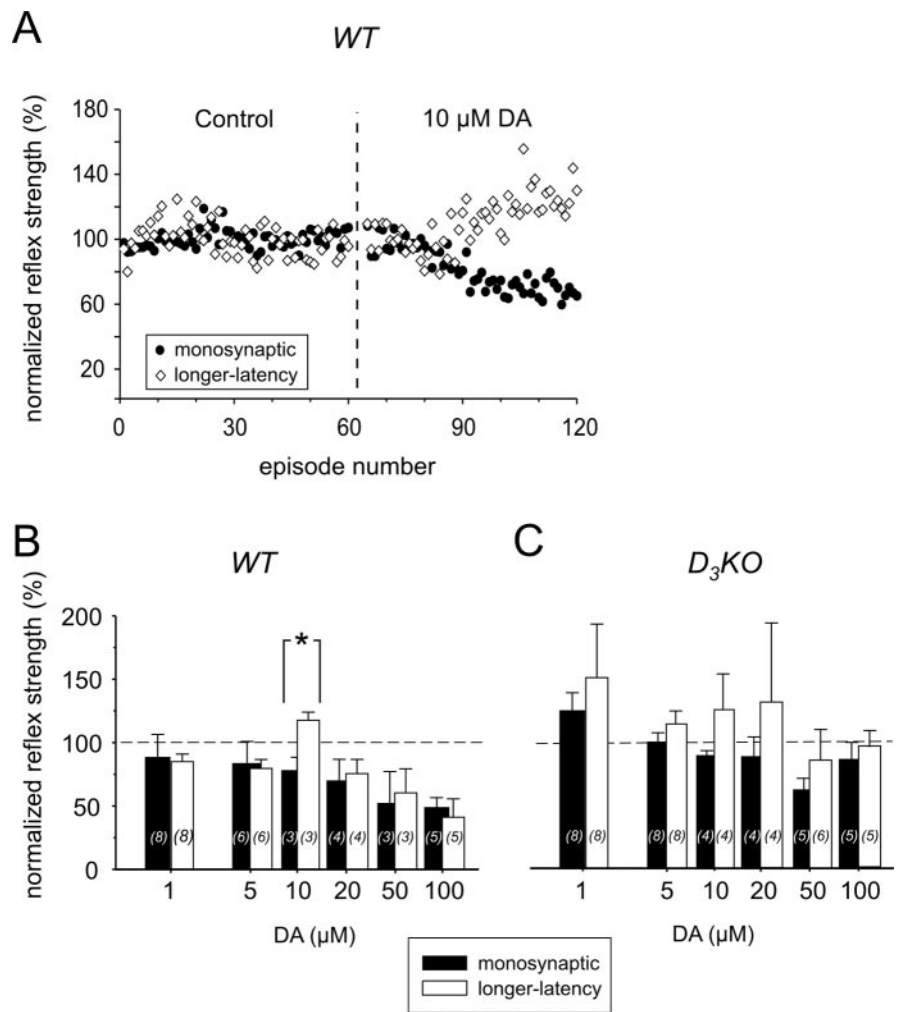 A
WT
normalized reflex strength (%)
180
140
100
60
20
Control
10 µM DA
monosynaptic
longer-latency
0 30 60 90 120
episode number
B
WT
normalized reflex strength (%)
200
150
100
50
0
*
(8) (8) (6) (6) (3) (3) (4) (4) (3) (3) (5) (5)
1 5 10 20 50 100
DA (µM)
C
D₃KO
(8) (8) (8) (8) (4) (4) (4) (4) (5) (6) (5) (5)
1 5 10 20 50 100
DA (µM)
monosynaptic
longer-latency